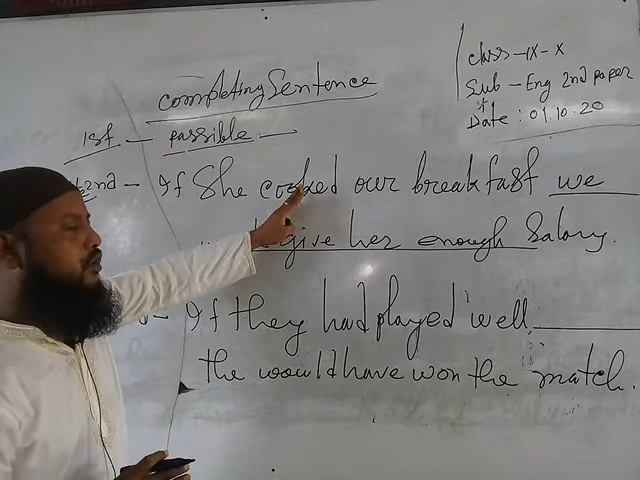 Class - IX - X
Sub - Eng 2nd paper
Date : 01.10.20
Completing Sentence
1st - passible
2nd - If She cooked our breakfast we
give her enough Salary.
If they had played well
the would have won the match.